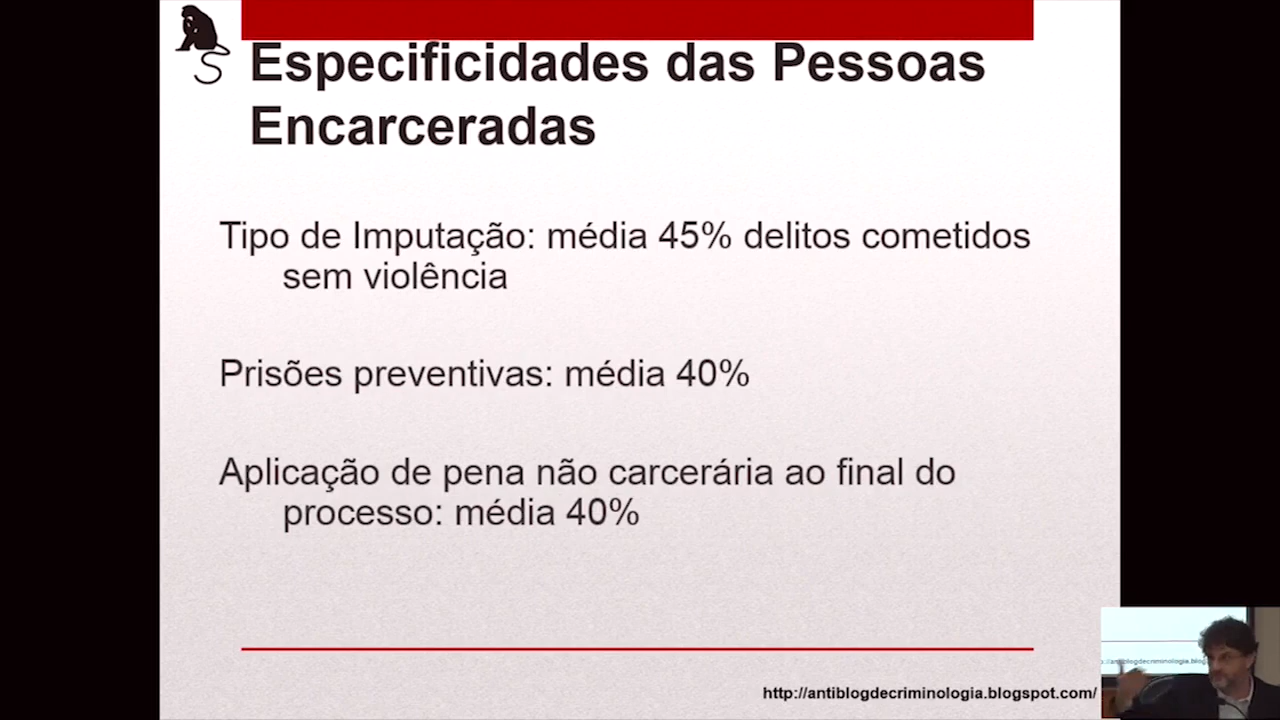 Especificidades das Pessoas
Encarceradas
Tipo de Imputação: média 45% delitos cometidos
sem violência
Prisões preventivas: média 40%
Aplicação de pena não carcerária ao final do
processo: média 40%
http://antiblogdecriminologia.blogspot.com/